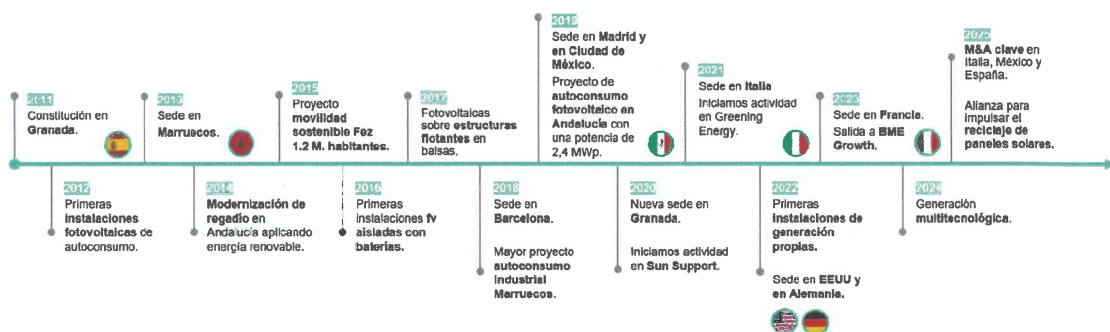 2011
Constitución en
Granada.
2013
Sede en
Marruecos.
2015
Proyecto
movilidad
sostenible Fez
1.2 M. habitantes.
2017
Fotovoltaicas
sobre estructuras
flotantes en
balsas.
2019
Sede en Madrid y
en Ciudad de
México.
Proyecto de
autoconsumo
fotovoltaico en
Andalucía con
una potencia de
2,4 MWp.
2021
Sede en Italia
Iniciamos actividad
en Greening
Energy.
2023
Sede en Francia.
Salida a BME
Growth.
2025
M&A clave en
Italia, México y
España.
Alianza para
impulsar el
reciclaje de
paneles solares.
2012
Primeras
instalaciones
fotovoltaicas de
autoconsumo.
2014
Modernización de
regadío en
Andalucía aplicando
energía renovable.
2016
Primeras
instalaciones fv
aisladas con
baterías.
2018
Sede en
Barcelona.
Mayor proyecto
autoconsumo
industrial
Marruecos.
2020
Nueva sede en
Granada.
Iniciamos actividad
en Sun Support.
2022
Primeras
instalaciones de
generación
propias.
Sede en EEUU y
en Alemania.
2024
Generación
multitecnológica.